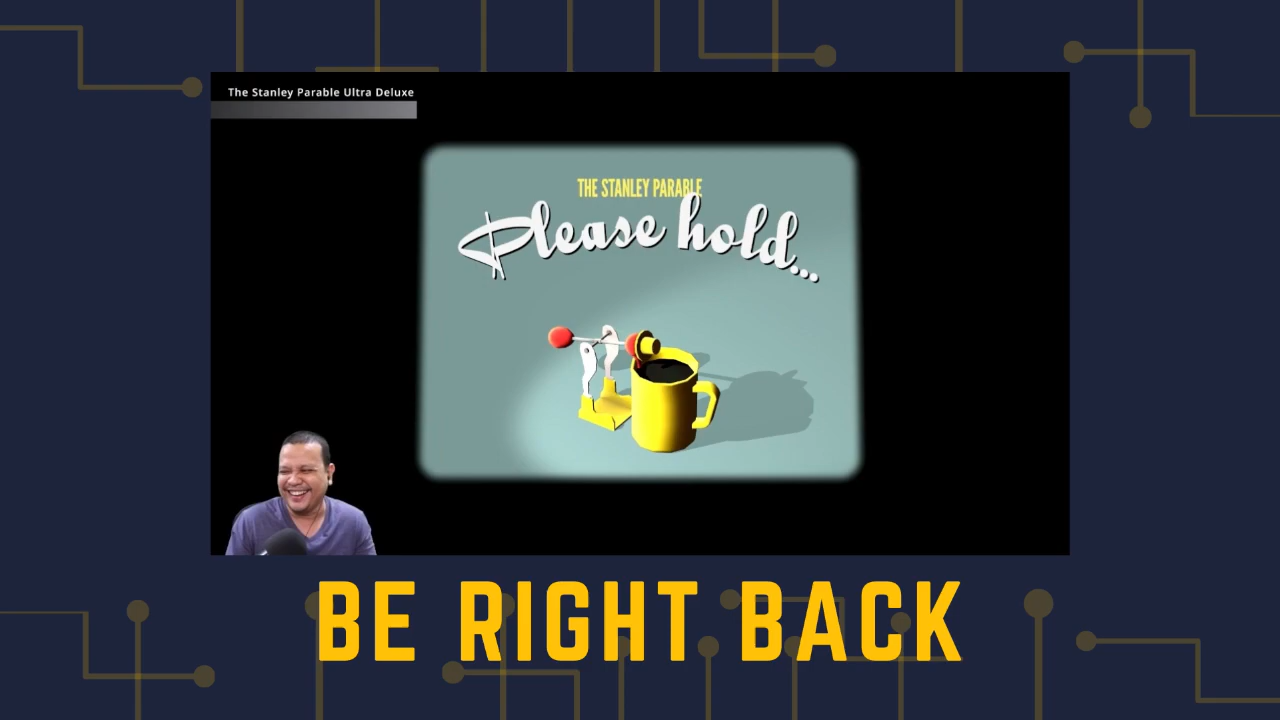 The Stanley Parable Ultra Deluxe
THE STANLEY PARABLE
Please hold...
BE RIGHT BACK